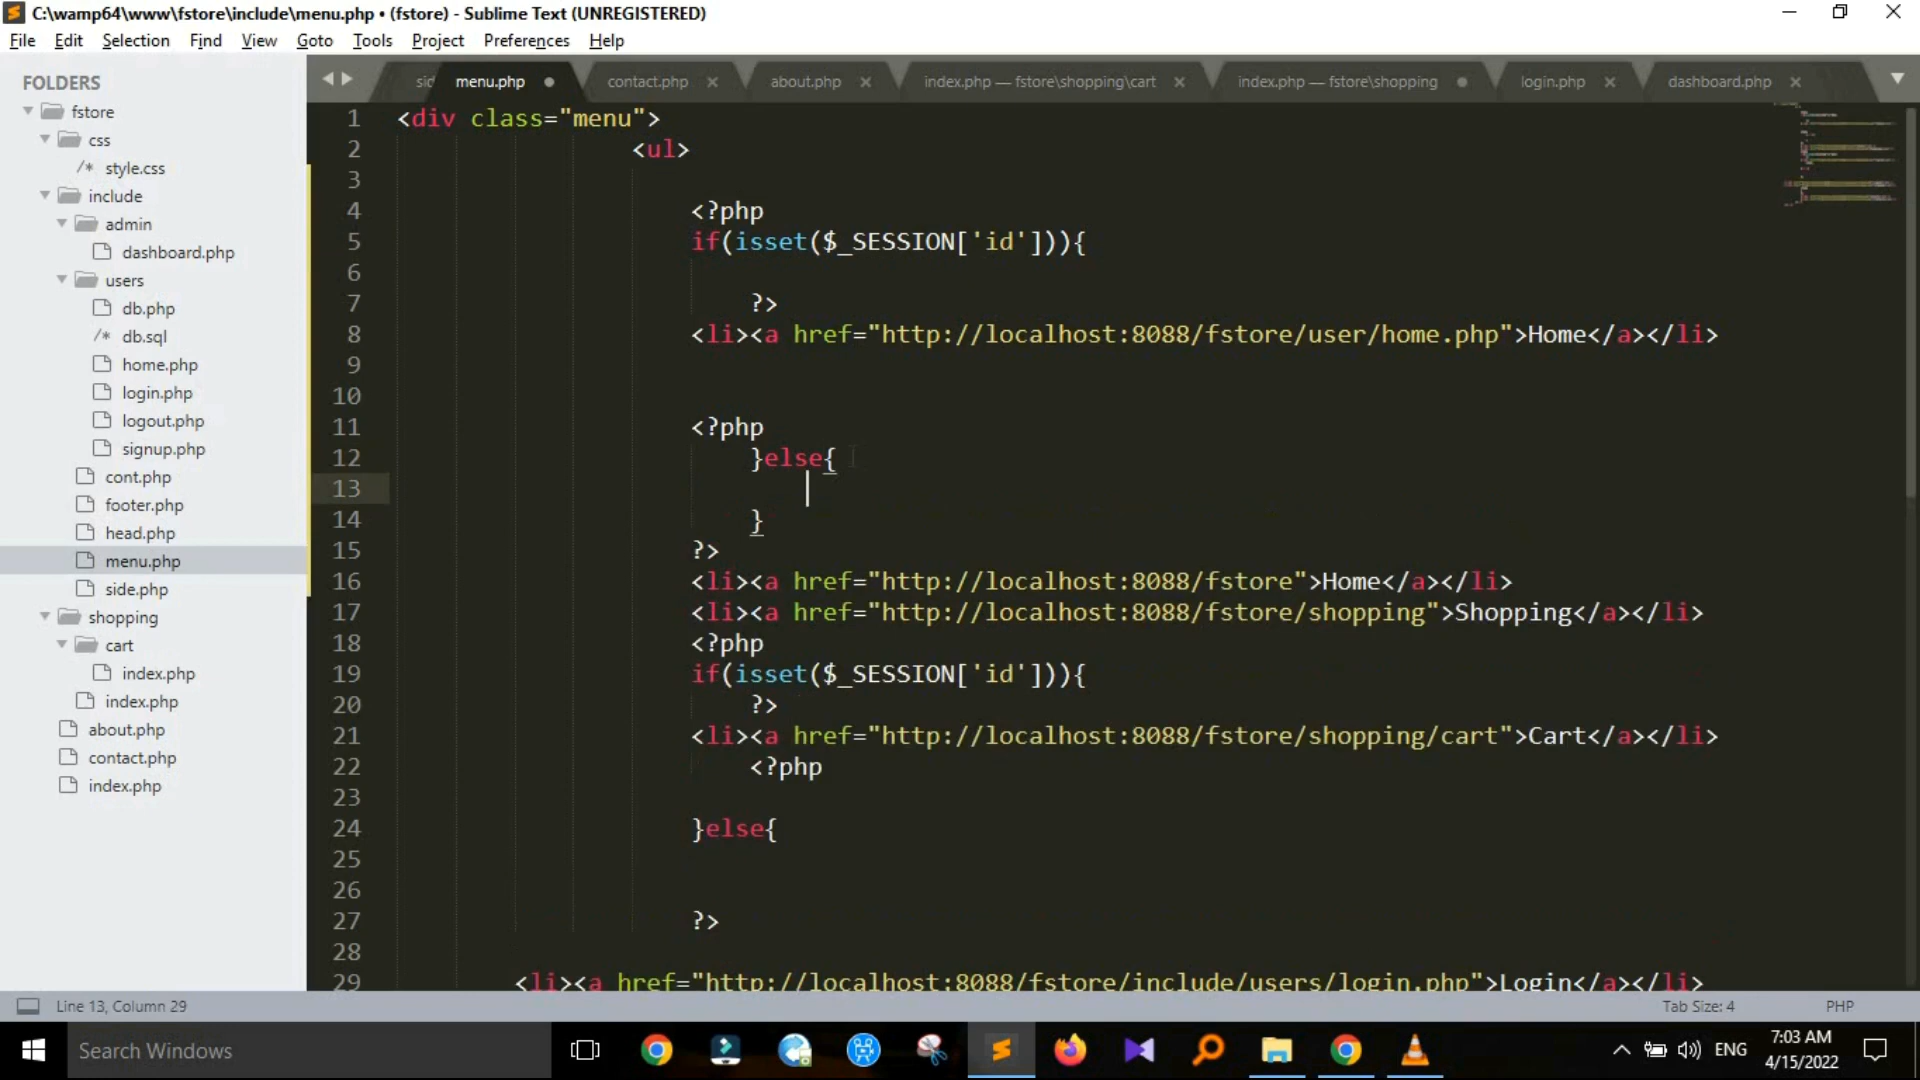 C:\wamp64\www\fstore\include\menu.php • (fstore) - Sublime Text (UNREGISTERED)
File Edit Selection Find View Goto Tools Project Preferences Help
FOLDERS
fstore
css
/* style.css
include
admin
dashboard.php
users
db.php
/* db.sql
home.php
login.php
logout.php
signup.php
cont.php
footer.php
head.php
menu.php
side.php
shopping
cart
index.php
index.php
about.php
contact.php
index.php
sid menu.php contact.php about.php index.php — fstore\shopping\cart index.php — fstore\shopping login.php dashboard.php
1 <div class="menu">
2 <ul>
3
4 <?php
5 if(isset($_SESSION['id'])){
6
7 ?>
8 <li><a href="http://localhost:8088/fstore/user/home.php">Home</a></li>
9
10
11 <?php
12 }else{
13
14 }
15 ?>
16 <li><a href="http://localhost:8088/fstore">Home</a></li>
17 <li><a href="http://localhost:8088/fstore/shopping">Shopping</a></li>
18 <?php
19 if(isset($_SESSION['id'])){
20 ?>
21 <li><a href="http://localhost:8088/fstore/shopping/cart">Cart</a></li>
22 <?php
23
24 }else{
25
26
27 ?>
28
29 <li><a href="http://localhost:8088/fstore/include/users/login.php">Login</a></li>
Line 13, Column 29
Tab Size: 4
PHP
Search Windows
ENG
7:03 AM
4/15/2022